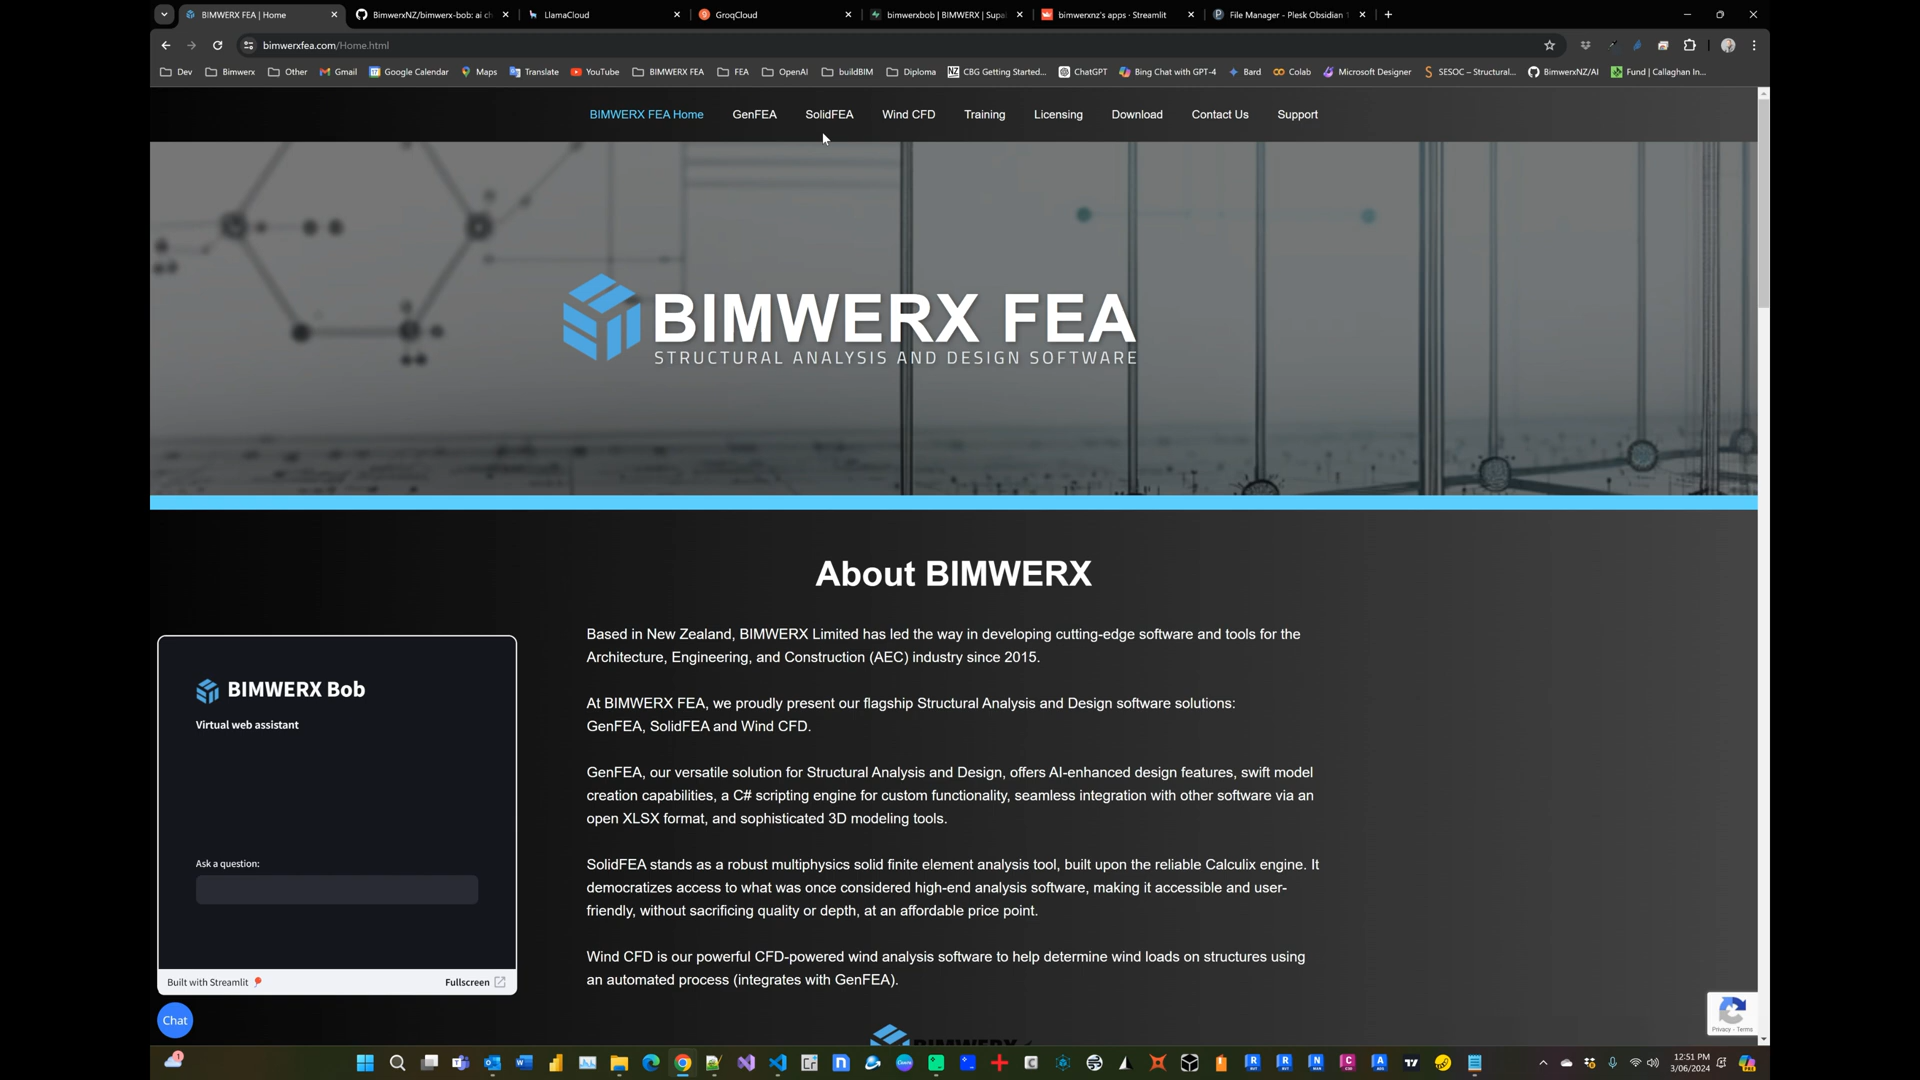 BIMWERX FEA | Home
BimwerxNZ/bimwerx-bob: ai ch
LlamaCloud
GroqCloud
bimwerxbob | BIMWERX | Supa
bimwerxnz's apps · Streamlit
File Manager - Plesk Obsidian 1
bimwerxfea.com/Home.html
Dev
Bimwerx
Other
Gmail
Google Calendar
Maps
Translate
YouTube
BIMWERX FEA
FEA
OpenAI
buildBIM
Diploma
CBG Getting Started...
ChatGPT
Bing Chat with GPT-4
Bard
Colab
Microsoft Designer
SESOC – Structural...
BimwerxNZ/AI
Fund | Callaghan In...
BIMWERX FEA Home
GenFEA
SolidFEA
Wind CFD
Training
Licensing
Download
Contact Us
Support
BIMWERX FEA
STRUCTURAL ANALYSIS AND DESIGN SOFTWARE
About BIMWERX
Based in New Zealand, BIMWERX Limited has led the way in developing cutting-edge software and tools for the
Architecture, Engineering, and Construction (AEC) industry since 2015.
At BIMWERX FEA, we proudly present our flagship Structural Analysis and Design software solutions:
GenFEA, SolidFEA and Wind CFD.
GenFEA, our versatile solution for Structural Analysis and Design, offers AI-enhanced design features, swift model
creation capabilities, a C# scripting engine for custom functionality, seamless integration with other software via an
open XLSX format, and sophisticated 3D modeling tools.
SolidFEA stands as a robust multiphysics solid finite element analysis tool, built upon the reliable Calculix engine. It
democratizes access to what was once considered high-end analysis software, making it accessible and user-
friendly, without sacrificing quality or depth, at an affordable price point.
Wind CFD is our powerful CFD-powered wind analysis software to help determine wind loads on structures using
an automated process (integrates with GenFEA).
BIMWERX Bob
Virtual web assistant
Ask a question:
Built with Streamlit
Fullscreen
Chat
Privacy - Terms
12:51 PM
3/06/2024